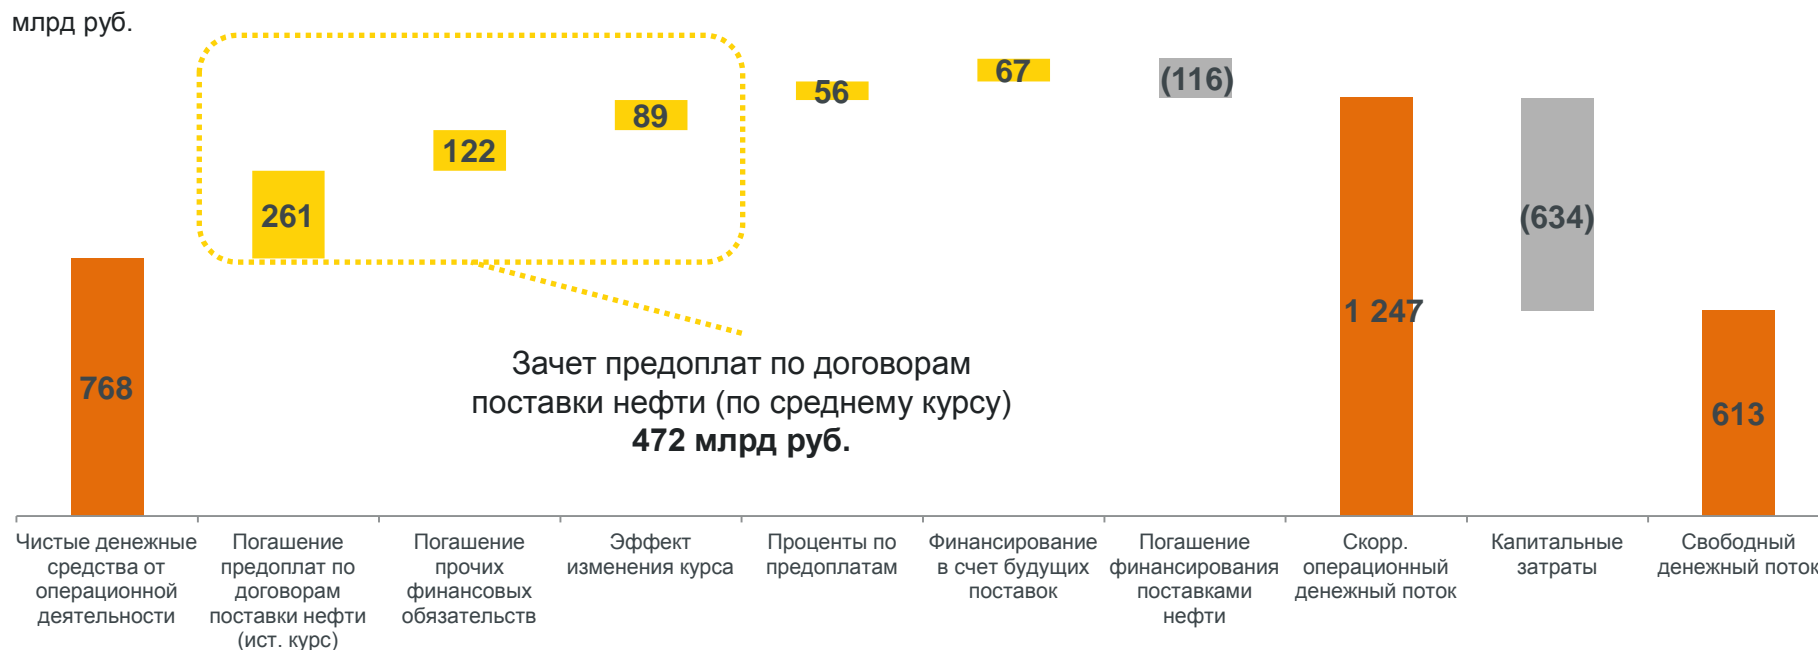 млрд руб.
261
122
89
56
67
(116)
768
1 247
(634)
613
Зачет предоплат по договорам
поставки нефти (по среднему курсу)
472 млрд руб.
Чистые денежные
средства от
операционной
деятельности
Погашение
предоплат по
договорам
поставки нефти
(ист. курс)
Погашение
прочих
финансовых
обязательств
Эффект
изменения курса
Проценты по
предоплатам
Финансирование
в счет будущих
поставок
Погашение
финансирования
поставками
нефти
Скорр.
операционный
денежный поток
Капитальные
затраты
Свободный
денежный поток